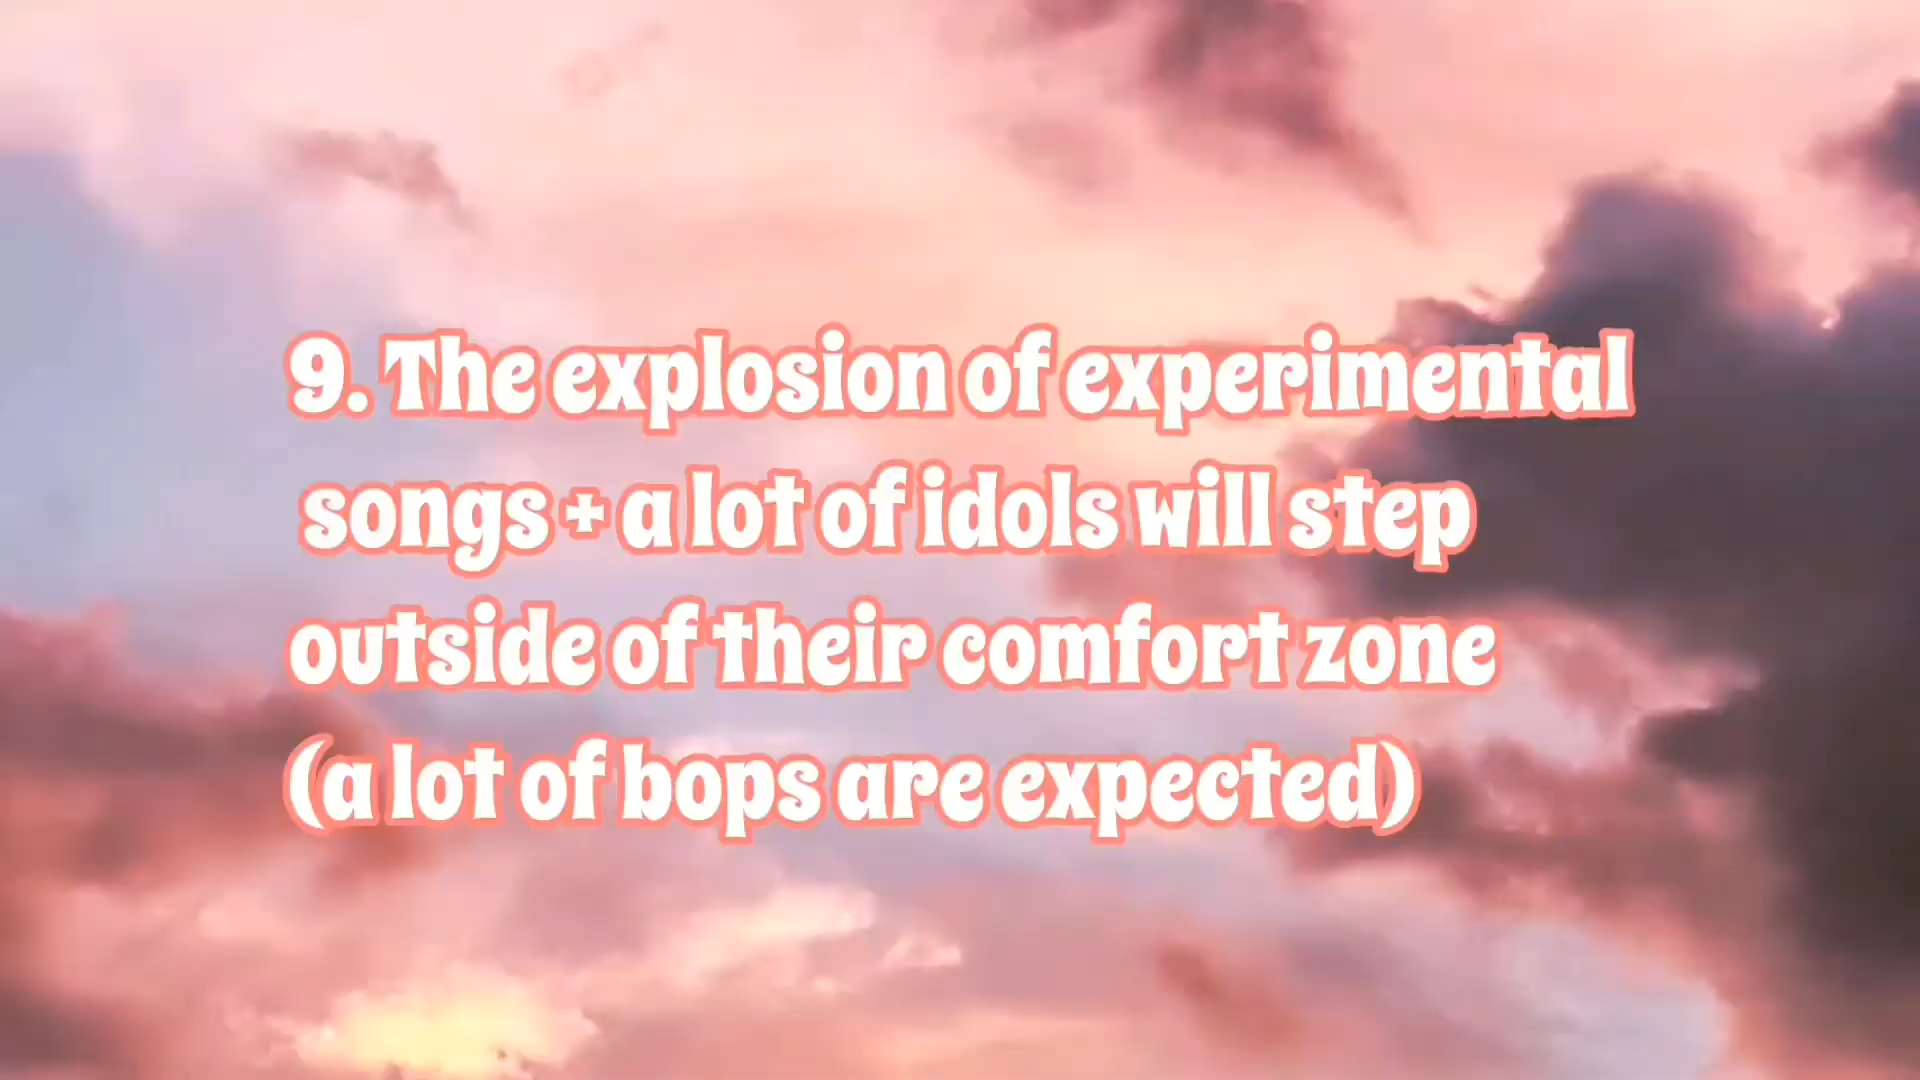 9. The explosion of experimental
songs + a lot of idols will step
outside of their comfort zone
(a lot of bops are expected)